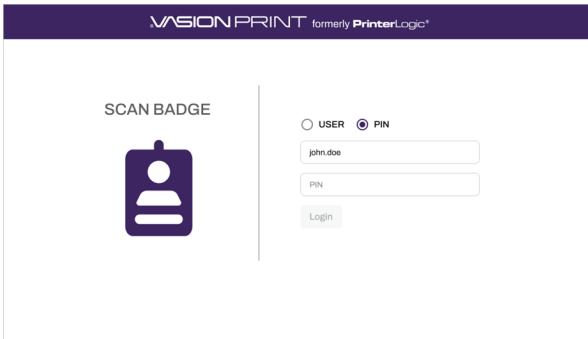 VASION PRINT formerly PrinterLogic®
SCAN BADGE
USER PIN
john.doe
PIN
Login